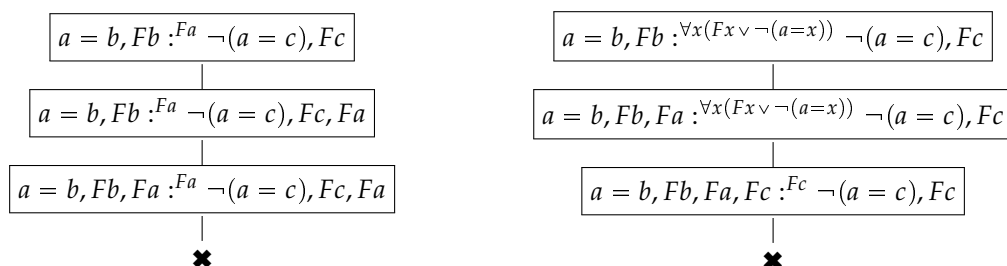 a = b, Fb :^{Fa} ¬(a = c), Fc
a = b, Fb :^{Fa} ¬(a = c), Fc, Fa
a = b, Fb, Fa :^{Fa} ¬(a = c), Fc, Fa
✖
a = b, Fb :^{∀x(Fx ∨ ¬(a=x))} ¬(a = c), Fc
a = b, Fb, Fa :^{∀x(Fx ∨ ¬(a=x))} ¬(a = c), Fc
a = b, Fb, Fa, Fc :^{Fc} ¬(a = c), Fc
✖